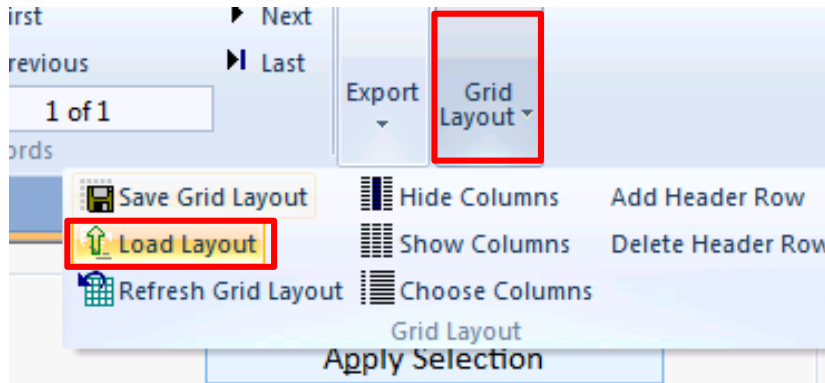 irst
Next
revious
Last
1 of 1
Export
Grid
Layout
ords
Save Grid Layout
Hide Columns
Add Header Row
Load Layout
Show Columns
Delete Header Row
Refresh Grid Layout
Choose Columns
Grid Layout
Apply Selection